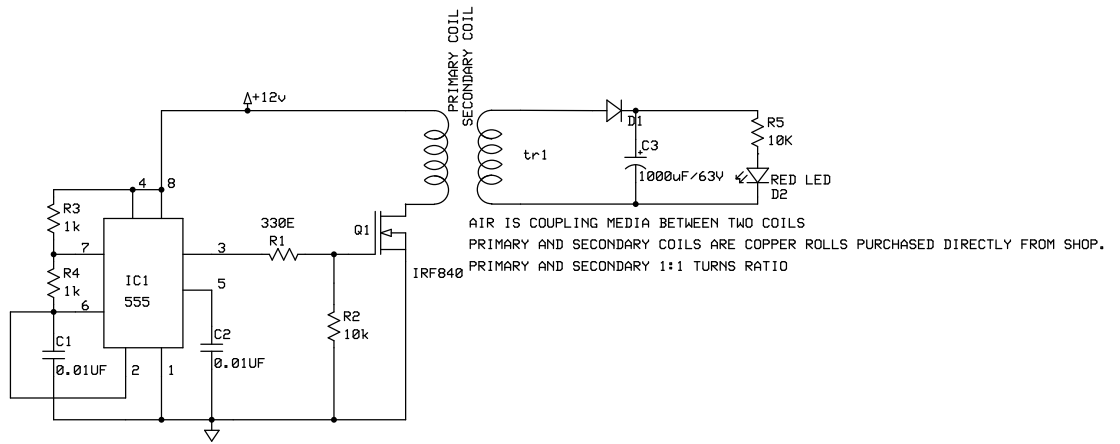 PRIMARY COIL
SECONDARY COIL
+12v
D1
R5
10K
C3
+
1000uF/63V
tr1
RED LED
D2
4
8
R3
1k
7
330E
R1
3
Q1
IRF840
AIR IS COUPLING MEDIA BETWEEN TWO COILS
PRIMARY AND SECONDARY COILS ARE COPPER ROLLS PURCHASED DIRECTLY FROM SHOP.
PRIMARY AND SECONDARY 1:1 TURNS RATIO
R4
1k
IC1
555
5
6
R2
10k
C1
0.01UF
2
1
C2
0.01UF